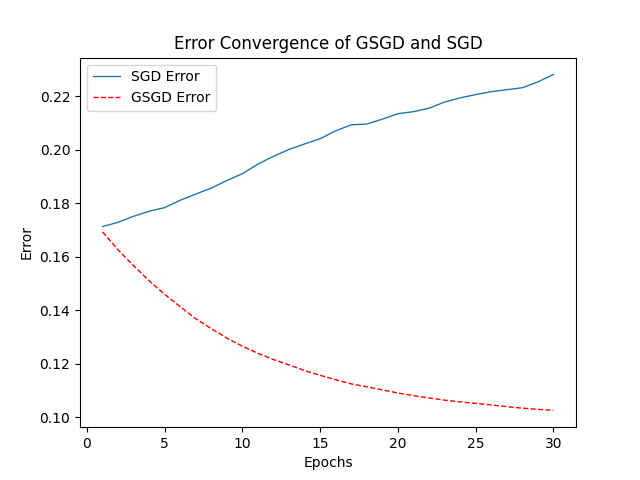 Error Convergence of GSGD and SGD
SGD Error
GSGD Error
0.22
0.20
0.18
0.16
0.14
0.12
0.10
Error
0 5 10 15 20 25 30
Epochs